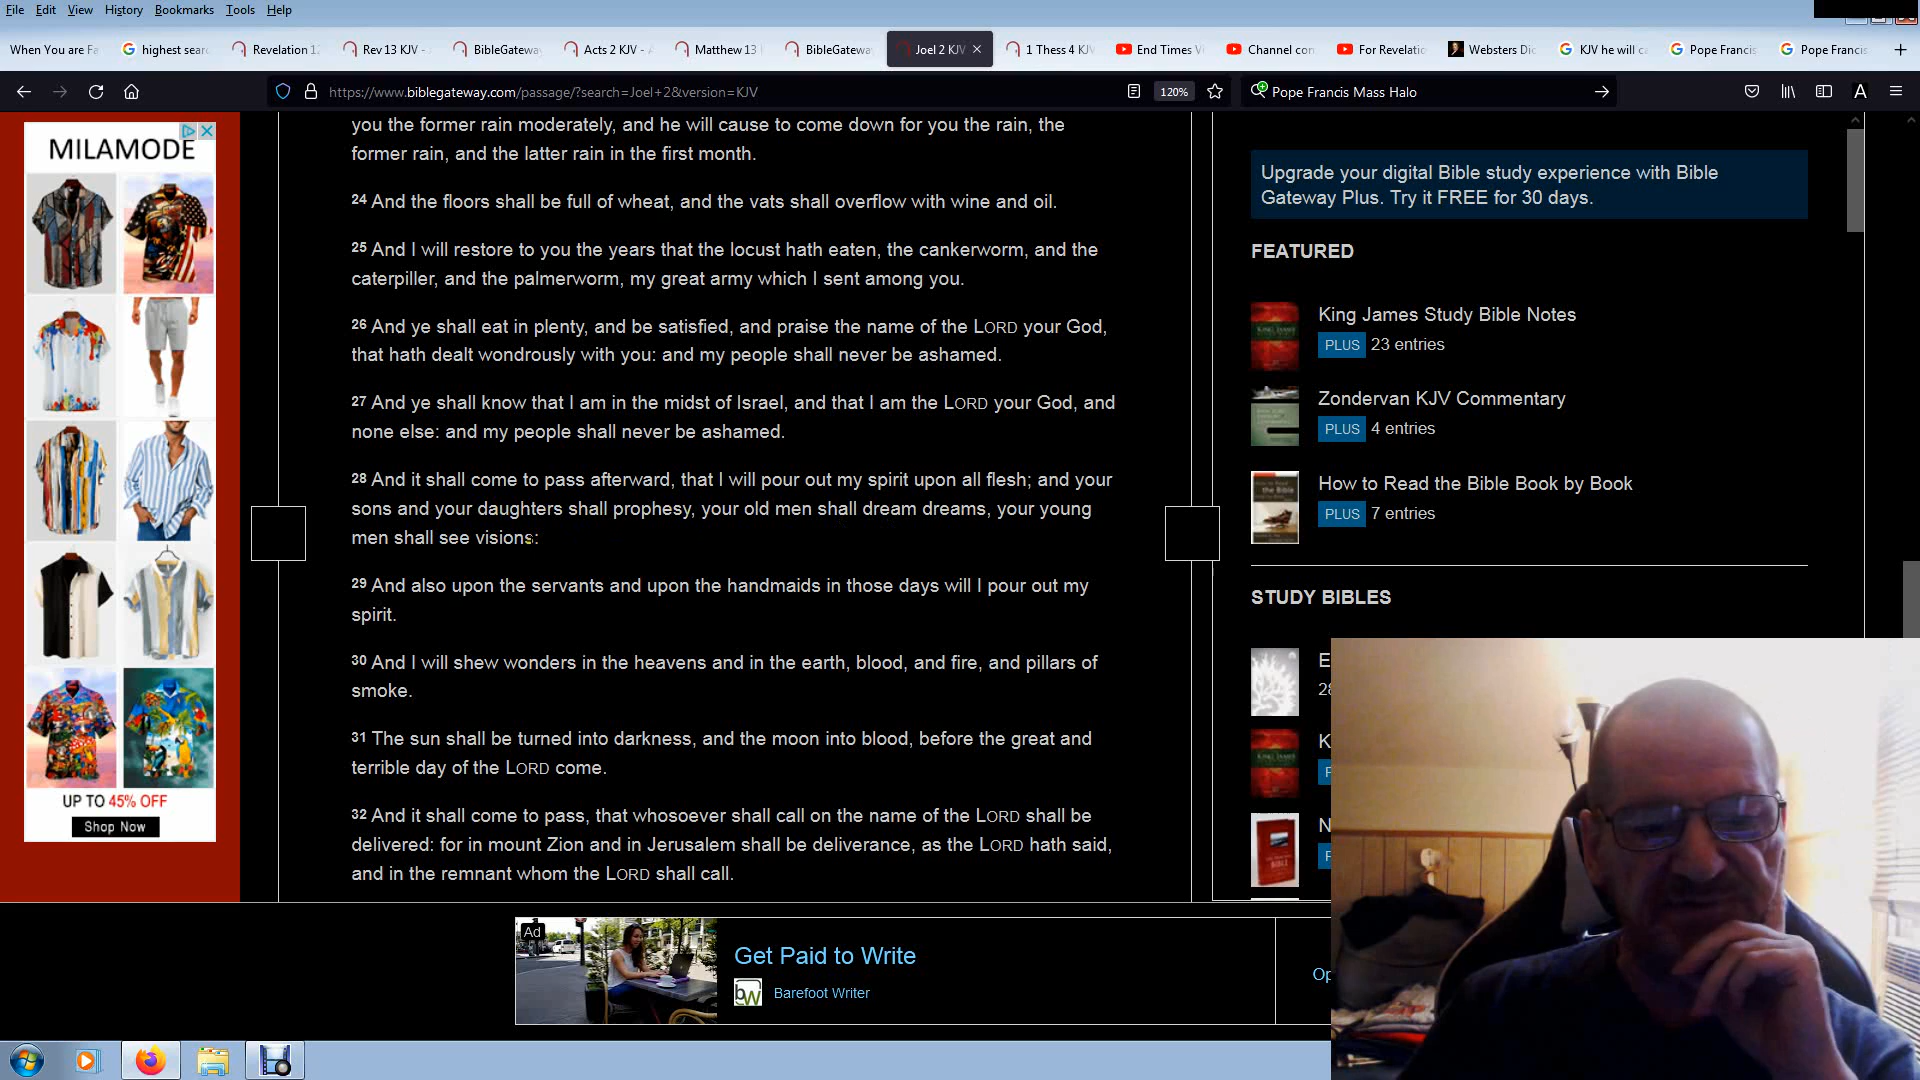 File Edit View History Bookmarks Tools Help
When You are Fa
highest sear
Revelation 12
Rev 13 KJV -
BibleGateway
Acts 2 KJV -
Matthew 13
BibleGateway
Joel 2 KJV
1 Thess 4 KJV
End Times V
Channel con
For Revelati
Websters Dic
KJV he will c
Pope Francis
Pope Francis
https://www.biblegateway.com/passage/?search=Joel+2&version=KJV
120%
Pope Francis Mass Halo
MILAMODE
UP TO 45% OFF
Shop Now
you the former rain moderately, and he will cause to come down for you the rain, the
former rain, and the latter rain in the first month.
24 And the floors shall be full of wheat, and the vats shall overflow with wine and oil.
25 And I will restore to you the years that the locust hath eaten, the cankerworm, and the
caterpiller, and the palmerworm, my great army which I sent among you.
26 And ye shall eat in plenty, and be satisfied, and praise the name of the LORD your God,
that hath dealt wondrously with you: and my people shall never be ashamed.
27 And ye shall know that I am in the midst of Israel, and that I am the LORD your God, and
none else: and my people shall never be ashamed.
28 And it shall come to pass afterward, that I will pour out my spirit upon all flesh; and your
sons and your daughters shall prophesy, your old men shall dream dreams, your young
men shall see visions:
29 And also upon the servants and upon the handmaids in those days will I pour out my
spirit.
30 And I will shew wonders in the heavens and in the earth, blood, and fire, and pillars of
smoke.
31 The sun shall be turned into darkness, and the moon into blood, before the great and
terrible day of the LORD come.
32 And it shall come to pass, that whosoever shall call on the name of the LORD shall be
delivered: for in mount Zion and in Jerusalem shall be deliverance, as the LORD hath said,
and in the remnant whom the LORD shall call.
Upgrade your digital Bible study experience with Bible
Gateway Plus. Try it FREE for 30 days.
FEATURED
King James Study Bible Notes
PLUS 23 entries
Zondervan KJV Commentary
PLUS 4 entries
How to Read the Bible Book by Book
PLUS 7 entries
STUDY BIBLES
E
28
K
P
N
P
Ad
Get Paid to Write
bW Barefoot Writer
Op